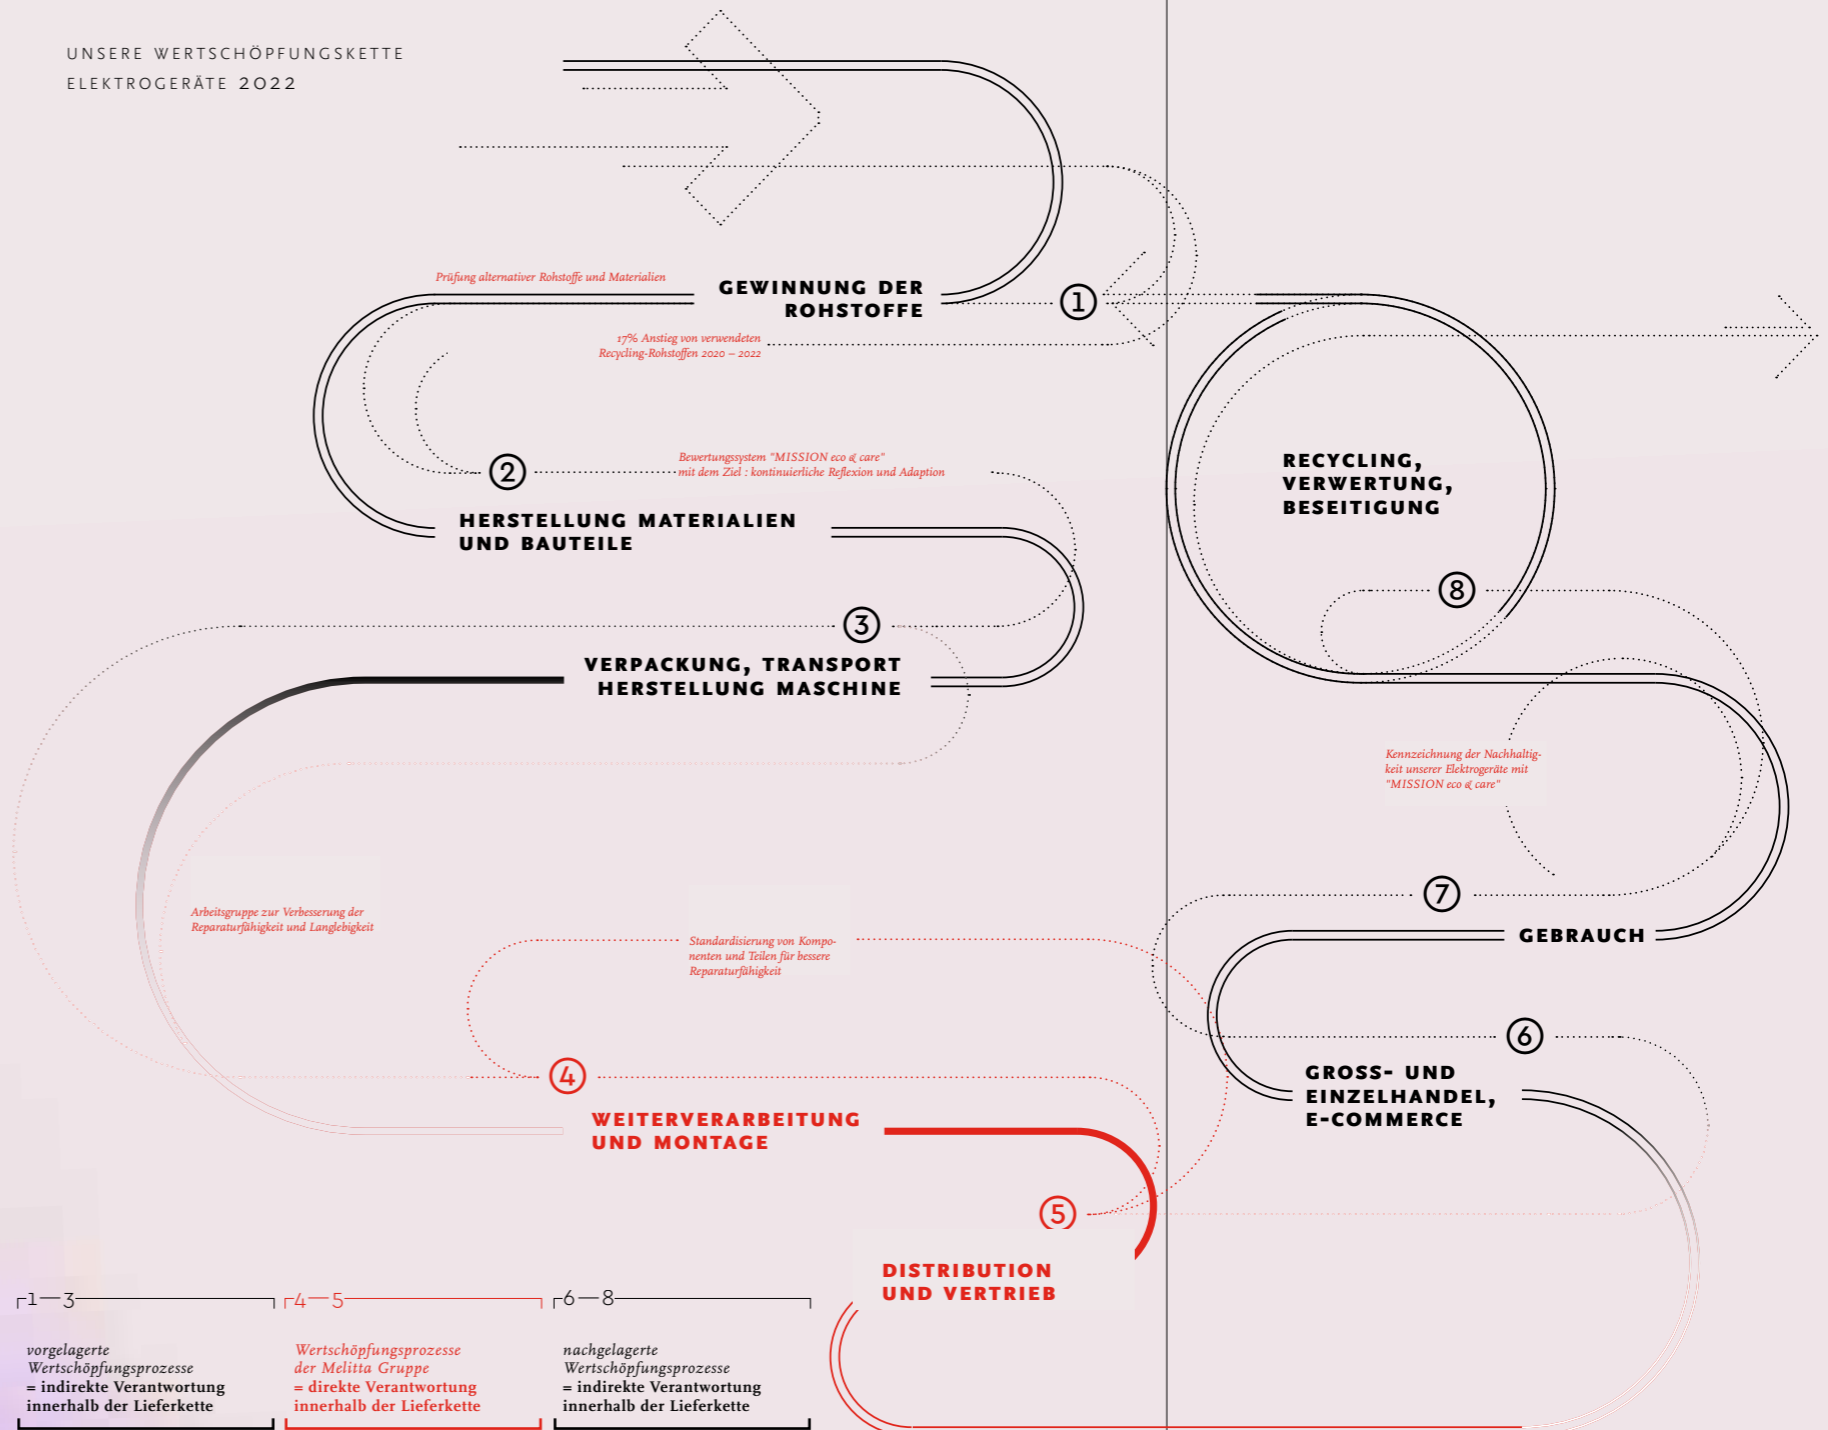 UNSERE WERTSCHÖPFUNGSKETTE
ELEKTROGERÄTE 2022
Prüfung alternativer Rohstoffe und Materialien
GEWINNUNG DER
ROHSTOFFE
1
17% Anstieg von verwendeten
Recycling-Rohstoffen 2020 – 2022
2
Bewertungssystem "MISSION eco & care"
mit dem Ziel : kontinuierliche Reflexion und Adaption
HERSTELLUNG MATERIALIEN
UND BAUTEILE
3
VERPACKUNG, TRANSPORT
HERSTELLUNG MASCHINE
Arbeitsgruppe zur Verbesserung der
Reparaturfähigkeit und Langlebigkeit
Standardisierung von Kompo-
nenten und Teilen für bessere
Reparaturfähigkeit
4
WEITERVERARBEITUNG
UND MONTAGE
5
DISTRIBUTION
UND VERTRIEB
6
GROSS- UND
EINZELHANDEL,
E-COMMERCE
7
GEBRAUCH
Kennzeichnung der Nachhaltig-
keit unserer Elektrogeräte mit
"MISSION eco & care"
8
RECYCLING,
VERWERTUNG,
BESEITIGUNG
1—3
vorgelagerte
Wertschöpfungsprozesse
= indirekte Verantwortung
innerhalb der Lieferkette
4—5
Wertschöpfungsprozesse
der Melitta Gruppe
= direkte Verantwortung
innerhalb der Lieferkette
6—8
nachgelagerte
Wertschöpfungsprozesse
= indirekte Verantwortung
innerhalb der Lieferkette